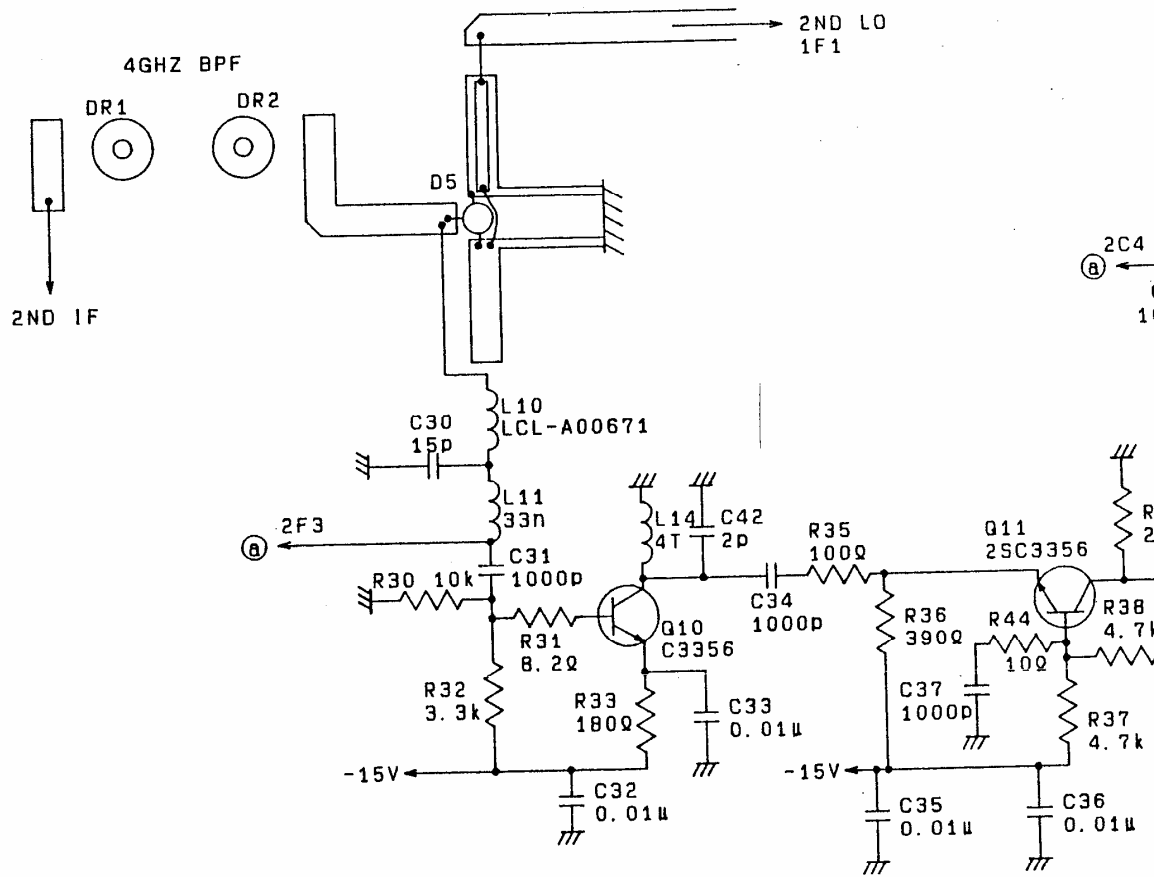 2ND LO
1F1
4GHZ BPF
DR1
DR2
D5
2ND IF
a
2C4
L10
LCL-A00671
C30
15p
L11
33n
a
2F3
C31
1000p
R30 10k
R31
8.2Ω
R32
3.3k
L14
4T
C42
2p
Q10
C3356
R33
180Ω
C33
0.01μ
-15V
C32
0.01μ
C34
1000p
R35
100Ω
R36
390Ω
Q11
2SC3356
R44
10Ω
C37
1000p
R38
4.7k
R37
4.7k
-15V
C35
0.01μ
C36
0.01μ